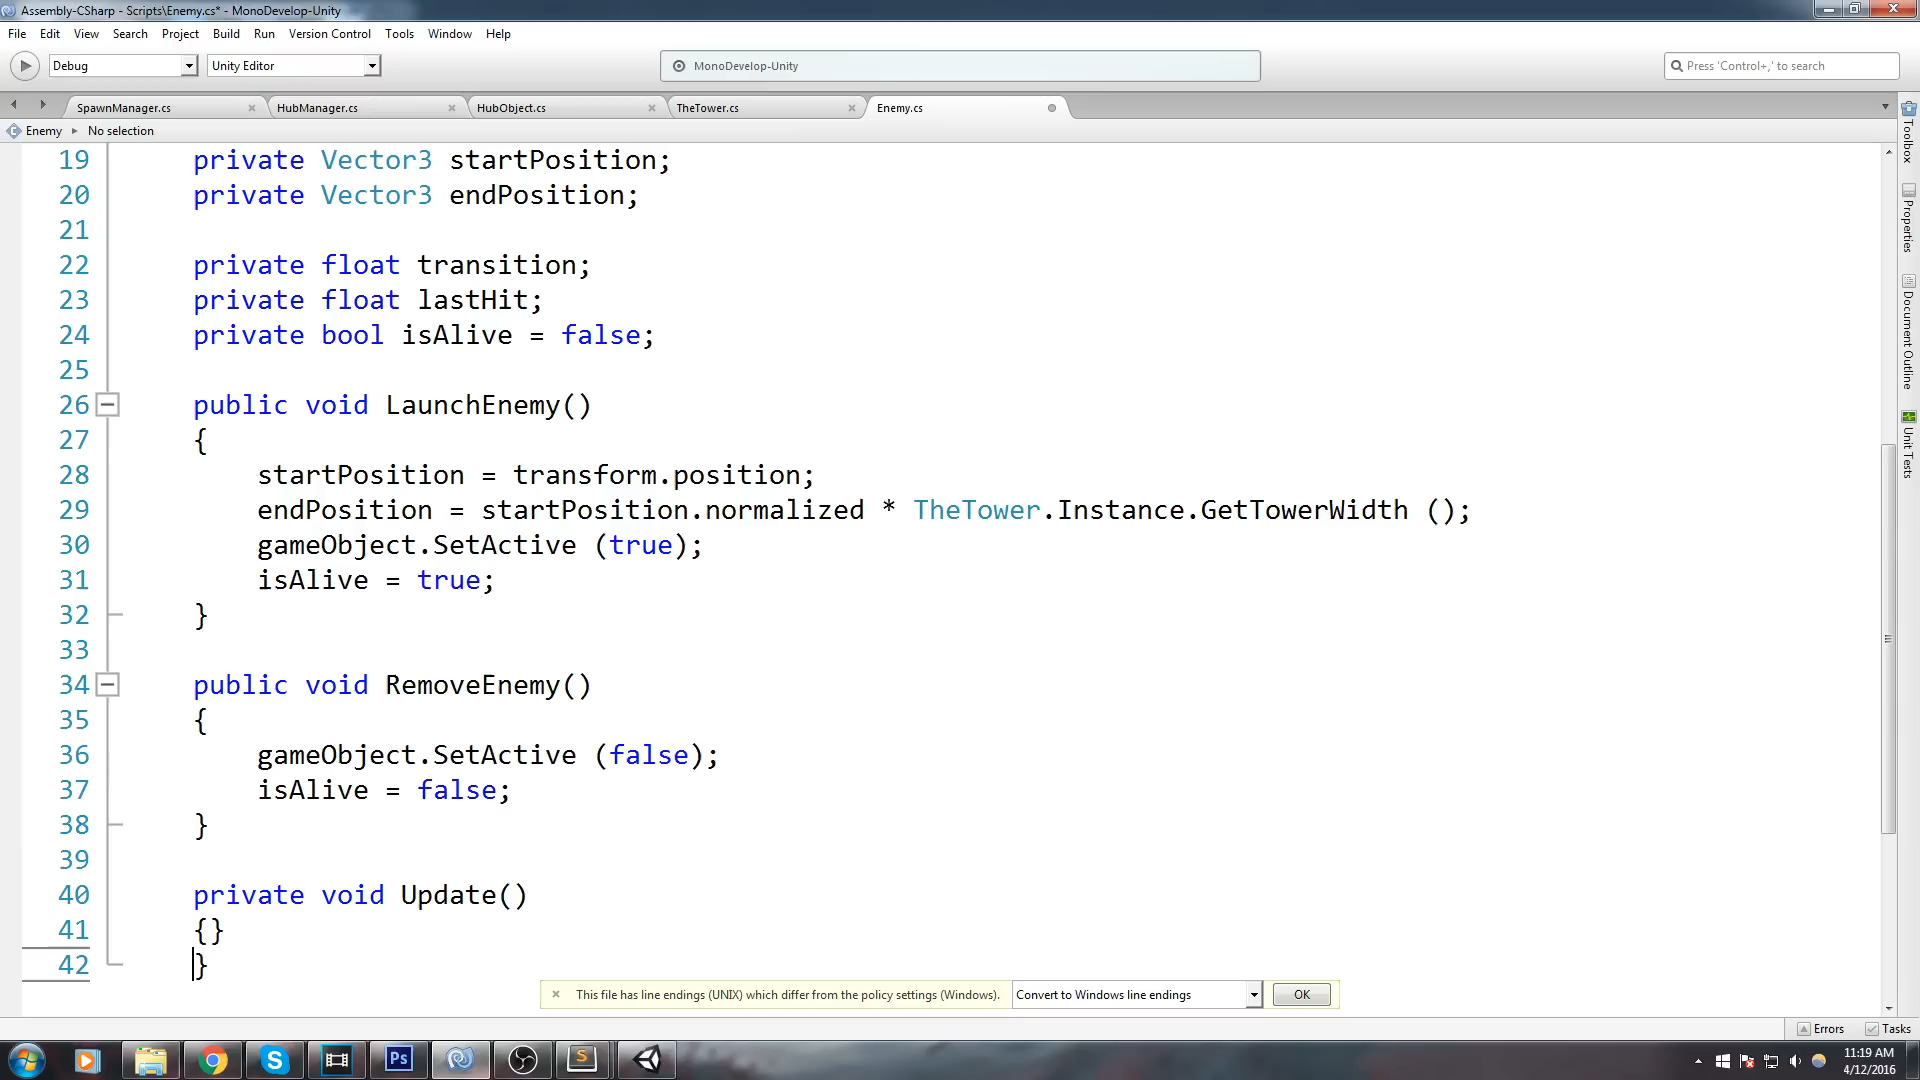 Assembly-CSharp - Scripts\Enemy.cs* - MonoDevelop-Unity
File Edit View Search Project Build Run Version Control Tools Window Help
Debug Unity Editor MonoDevelop-Unity Press 'Control+,' to search
SpawnManager.cs HubManager.cs HubObject.cs TheTower.cs Enemy.cs
Enemy No selection
19 private Vector3 startPosition;
20 private Vector3 endPosition;
21
22 private float transition;
23 private float lastHit;
24 private bool isAlive = false;
25
26 public void LaunchEnemy()
27 {
28 startPosition = transform.position;
29 endPosition = startPosition.normalized * TheTower.Instance.GetTowerWidth ();
30 gameObject.SetActive (true);
31 isAlive = true;
32 }
33
34 public void RemoveEnemy()
35 {
36 gameObject.SetActive (false);
37 isAlive = false;
38 }
39
40 private void Update()
41 {}
42 }
This file has line endings (UNIX) which differ from the policy settings (Windows). Convert to Windows line endings OK
Toolbox
Properties
Document Outline
Unit Tests
Errors Tasks
Ps
S
11:19 AM
4/12/2016